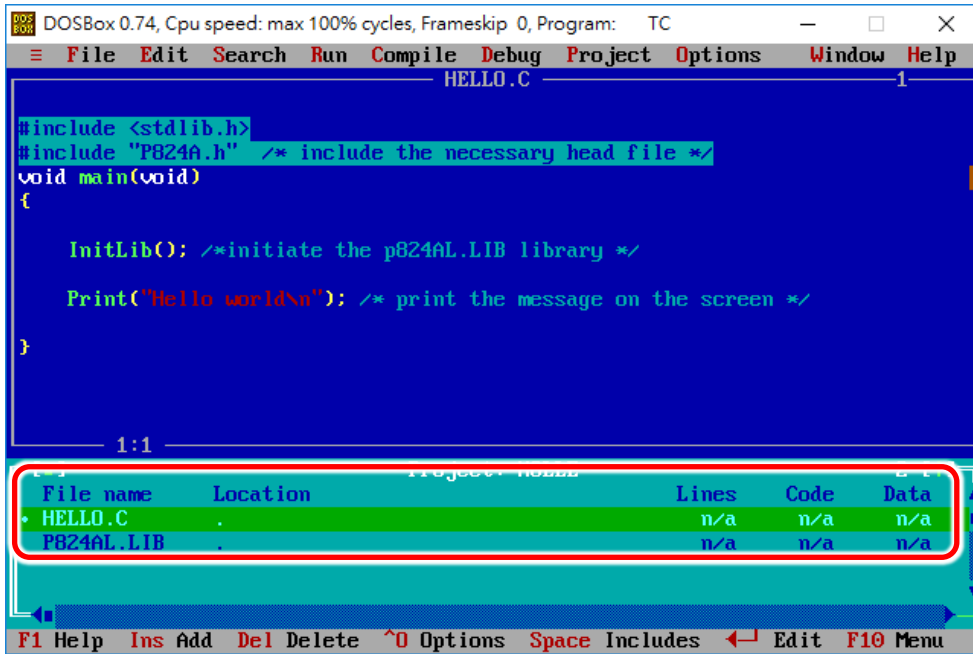 DOSBox 0.74, Cpu speed: max 100% cycles, Frameskip 0, Program: TC
≡ File Edit Search Run Compile Debug Project Options Window Help
HELLO.C 1
#include <stdlib.h>
#include "P824A.h" /* include the necessary head file */
void main(void)
{
InitLib(); /*initiate the p824AL.LIB library */
Print("Hello world\n"); /* print the message on the screen */
}
1:1
File name Location Lines Code Data
• HELLO.C . n/a n/a n/a
P824AL.LIB . n/a n/a n/a
F1 Help Ins Add Del Delete ^O Options Space Includes ←┘ Edit F10 Menu